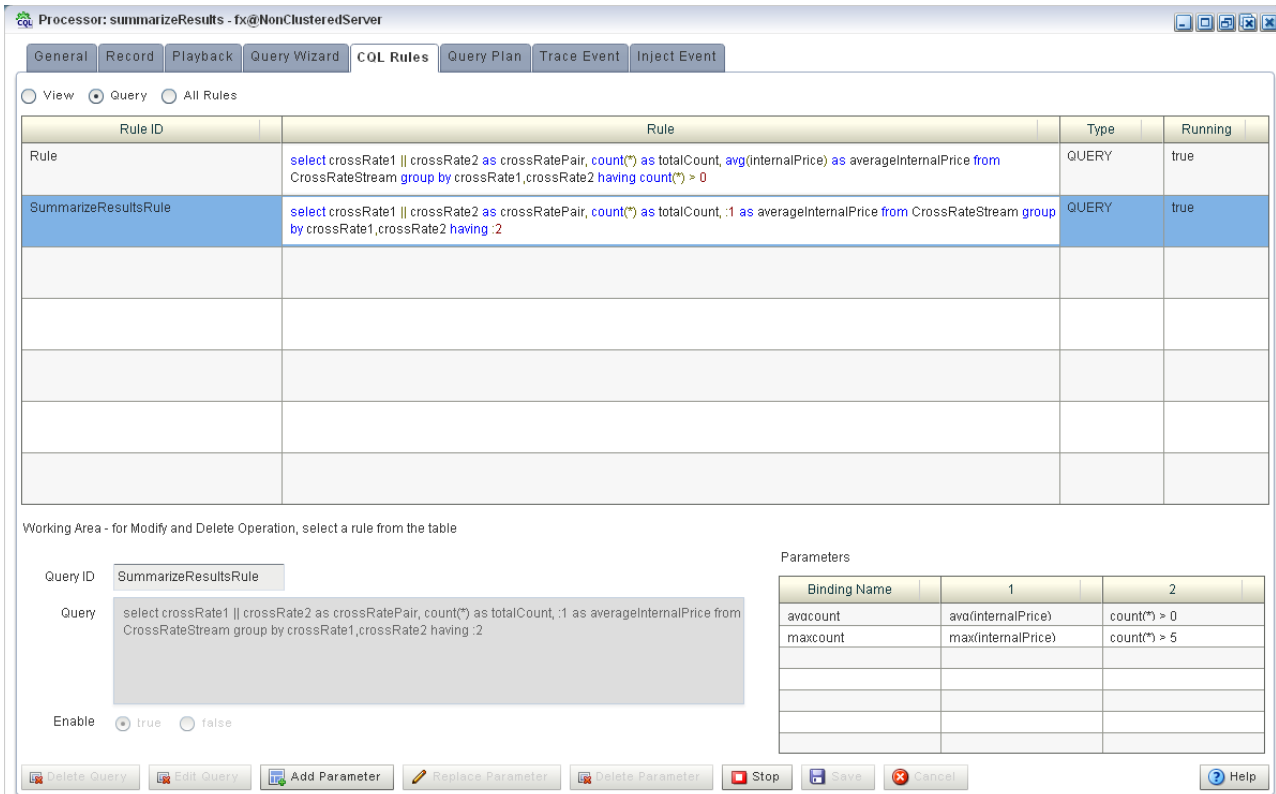 CQL Processor: summarizeResults - fx@NonClusteredServer
General Record Playback Query Wizard CQL Rules Query Plan Trace Event Inject Event
View Query All Rules
Rule ID Rule Type Running
Rule select crossRate1 || crossRate2 as crossRatePair, count(*) as totalCount, avg(internalPrice) as averageInternalPrice from QUERY true
CrossRateStream group by crossRate1,crossRate2 having count(*) > 0
SummarizeResultsRule select crossRate1 || crossRate2 as crossRatePair, count(*) as totalCount, :1 as averageInternalPrice from CrossRateStream group QUERY true
by crossRate1,crossRate2 having :2
Working Area - for Modify and Delete Operation, select a rule from the table
Query ID SummarizeResultsRule
Query select crossRate1 || crossRate2 as crossRatePair, count(*) as totalCount, :1 as averageInternalPrice from
CrossRateStream group by crossRate1,crossRate2 having :2
Enable true false
Parameters
Binding Name 1 2
avgcount avg(internalPrice) count(*) > 0
maxcount max(internalPrice) count(*) > 5
Delete Query Edit Query Add Parameter Replace Parameter Delete Parameter Stop Save Cancel Help